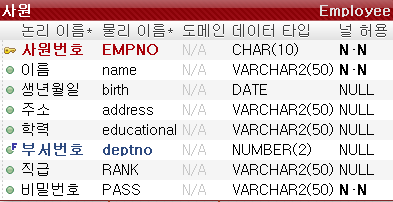 사원 Employee
논리 이름* 물리 이름* 도메인 데이터 타입 널 허용
사원번호 EMPNO N/A CHAR(10) N·N
이름 name N/A VARCHAR2(50) N·N
생년월일 birth N/A DATE NULL
주소 address N/A VARCHAR2(50) NULL
학력 educational N/A VARCHAR2(50) NULL
F 부서번호 deptno N/A NUMBER(2) NULL
직급 RANK N/A VARCHAR2(50) NULL
비밀번호 PASS N/A VARCHAR2(50) N·N